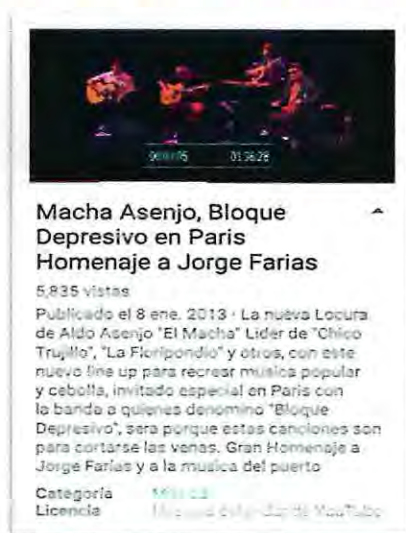 01:36:28
Macha Asenjo, Bloque
Depresivo en Paris
Homenaje a Jorge Farias
5,835 vistas
Publicado el 8 ene. 2013 · La nueva Locura
de Aldo Asenjo "El Macha" Lider de "Chico
Trujillo", "La Floripondio" y otros, con este
nuevo line up para recrear musica popular
y cebolla, invitado especial en Paris con
la banda a quienes denomino "Bloque
Depresivo", sera porque estas canciones son
para cortarse las venas. Gran Homenaje a
Jorge Farias y a la musica del puerto
Categoría
Licencia de YouTube